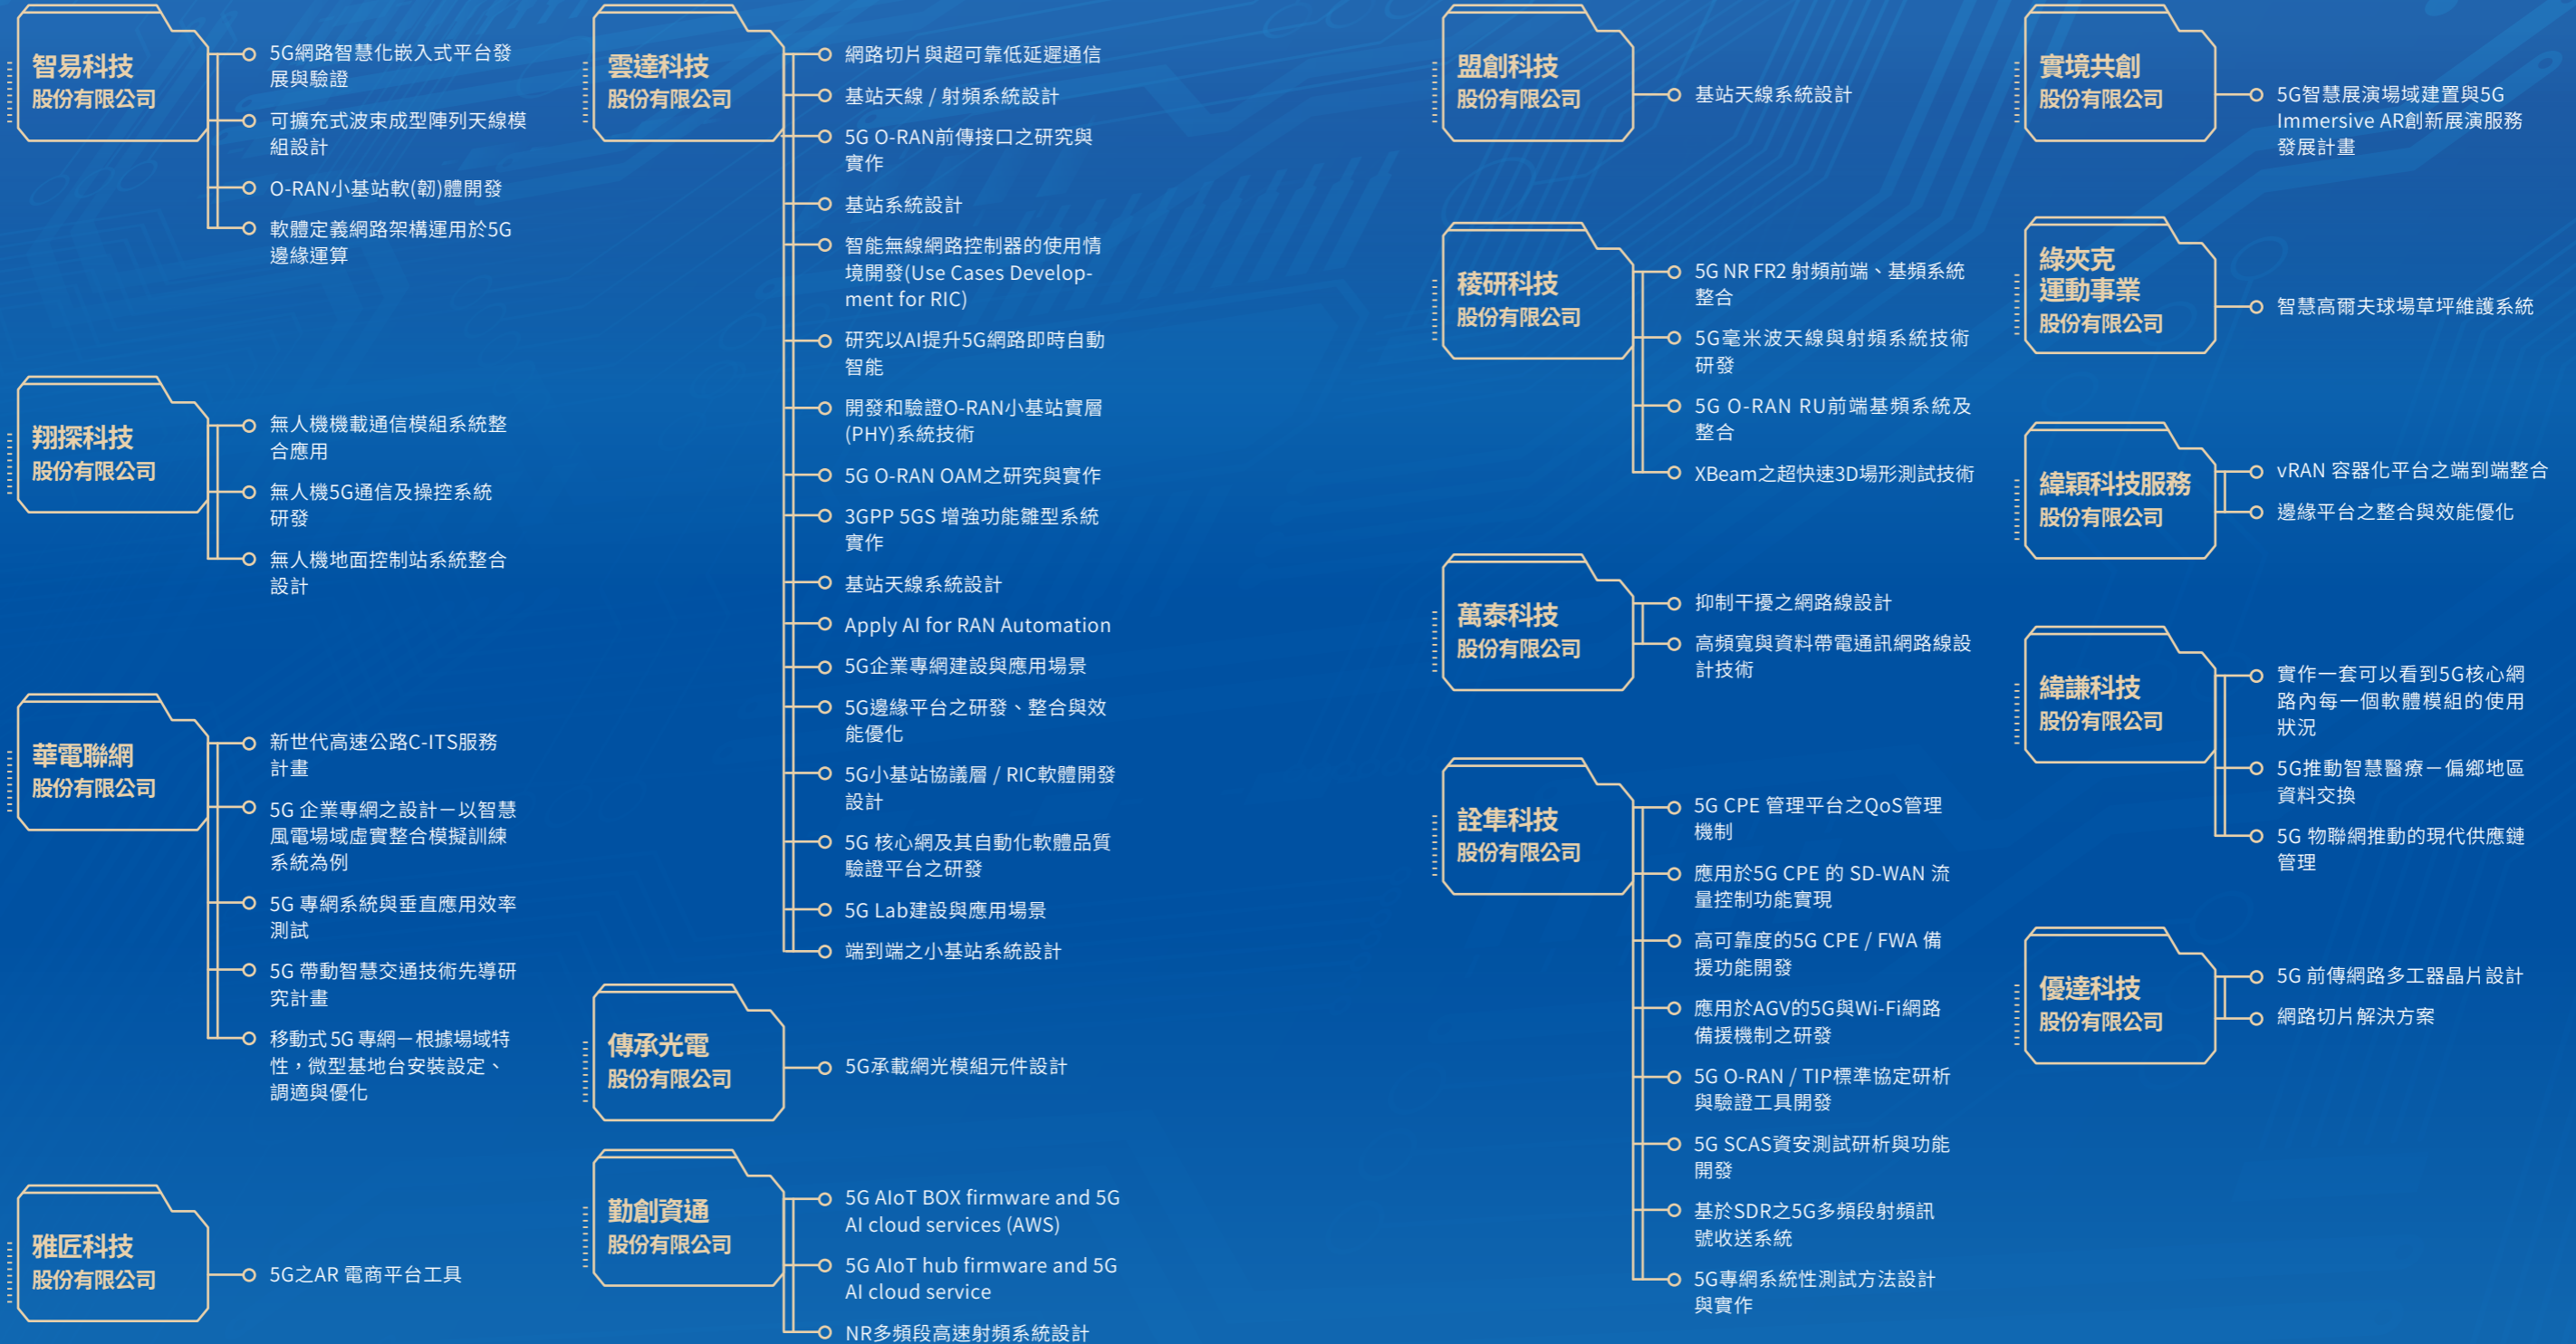 智易科技
股份有限公司
5G網路智慧化嵌入式平台發
展與驗證
可擴充式波束成型陣列天線模
組設計
O-RAN小基站軟(韌)體開發
軟體定義網路架構運用於5G
邊緣運算
翔探科技
股份有限公司
無人機機載通信模組系統整
合應用
無人機5G通信及操控系統
研發
無人機地面控制站系統整合
設計
華電聯網
股份有限公司
新世代高速公路C-ITS服務
計畫
5G 企業專網之設計－以智慧
風電場域虛實整合模擬訓練
系統為例
5G 專網系統與垂直應用效率
測試
5G 帶動智慧交通技術先導研
究計畫
移動式 5G 專網－根據場域特
性，微型基地台安裝設定、
調適與優化
雅匠科技
股份有限公司
5G之AR 電商平台工具
雲達科技
股份有限公司
網路切片與超可靠低延遲通信
基站天線 / 射頻系統設計
5G O-RAN前傳接口之研究與
實作
基站系統設計
智能無線網路控制器的使用情
境開發(Use Cases Develop-
ment for RIC)
研究以AI提升5G網路即時自動
智能
開發和驗證O-RAN小基站實層
(PHY)系統技術
5G O-RAN OAM之研究與實作
3GPP 5GS 增強功能雛型系統
實作
基站天線系統設計
Apply AI for RAN Automation
5G企業專網建設與應用場景
5G邊緣平台之研發、整合與效
能優化
5G小基站協議層 / RIC軟體開發
設計
5G 核心網及其自動化軟體品質
驗證平台之研發
5G Lab建設與應用場景
端到端之小基站系統設計
傳承光電
股份有限公司
5G承載網光模組元件設計
勤創資通
股份有限公司
5G AIoT BOX firmware and 5G
AI cloud services (AWS)
5G AIoT hub firmware and 5G
AI cloud service
NR多頻段高速射頻系統設計
盟創科技
股份有限公司
基站天線系統設計
稜研科技
股份有限公司
5G NR FR2 射頻前端、基頻系統
整合
5G毫米波天線與射頻系統技術
研發
5G O-RAN RU前端基頻系統及
整合
XBeam之超快速3D場形測試技術
萬泰科技
股份有限公司
抑制干擾之網路線設計
高頻寬與資料帶電通訊網路線設
計技術
詮隼科技
股份有限公司
5G CPE 管理平台之QoS管理
機制
應用於5G CPE 的 SD-WAN 流
量控制功能實現
高可靠度的5G CPE / FWA 備
援功能開發
應用於AGV的5G與Wi-Fi網路
備援機制之研發
5G O-RAN / TIP標準協定研析
與驗證工具開發
5G SCAS資安測試研析與功能
開發
基於SDR之5G多頻段射頻訊
號收送系統
5G專網系統性測試方法設計
與實作
實境共創
股份有限公司
5G智慧展演場域建置與5G
Immersive AR創新展演服務
發展計畫
綠夾克
運動事業
股份有限公司
智慧高爾夫球場草坪維護系統
緯穎科技服務
股份有限公司
vRAN 容器化平台之端到端整合
邊緣平台之整合與效能優化
緯謙科技
股份有限公司
實作一套可以看到5G核心網
路內每一個軟體模組的使用
狀況
5G推動智慧醫療－偏鄉地區
資料交換
5G 物聯網推動的現代供應鏈
管理
優達科技
股份有限公司
5G 前傳網路多工器晶片設計
網路切片解決方案